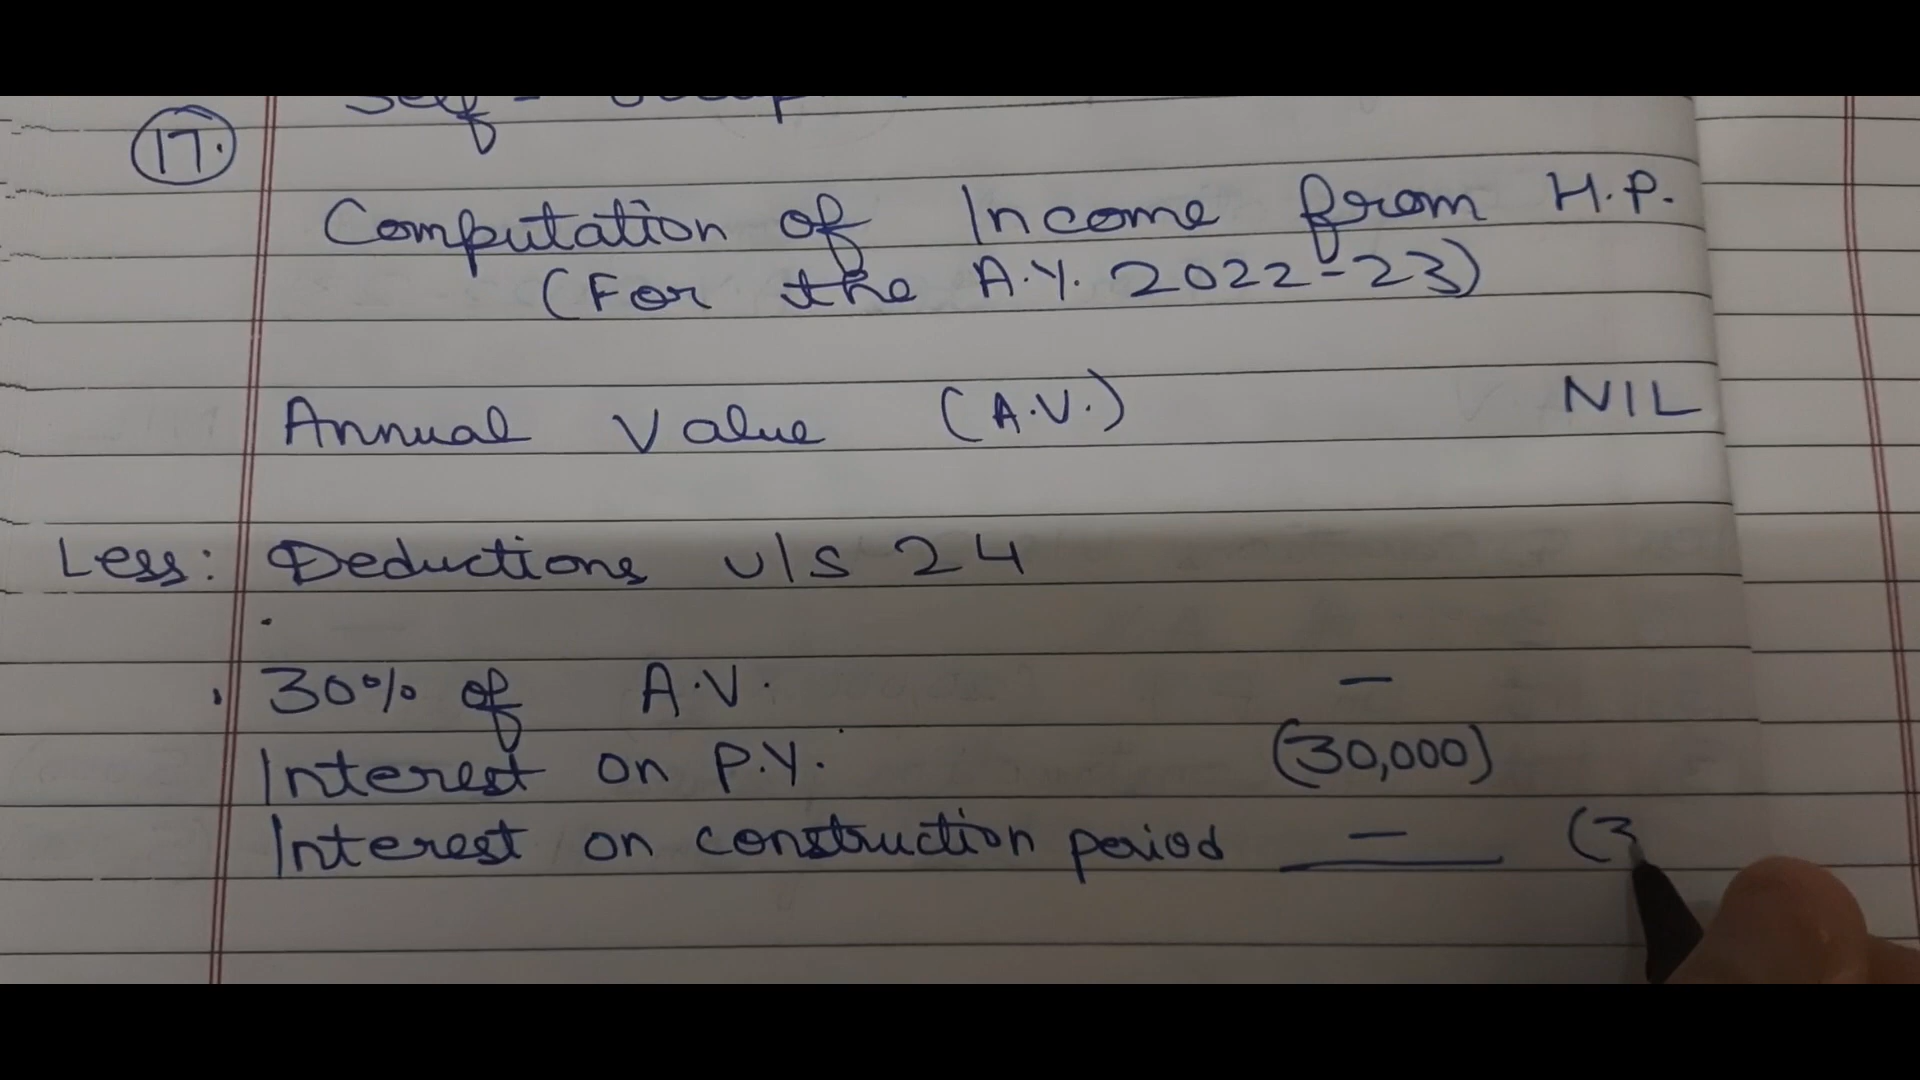 17.
Self-
Computation of Income from H.P.
(For the A.Y. 2022-23)
Annual Value (A.V.) NIL
Less: Deductions u/s 24
30% of A.V. —
Interest on P.Y. (30,000)
Interest on construction period — (3